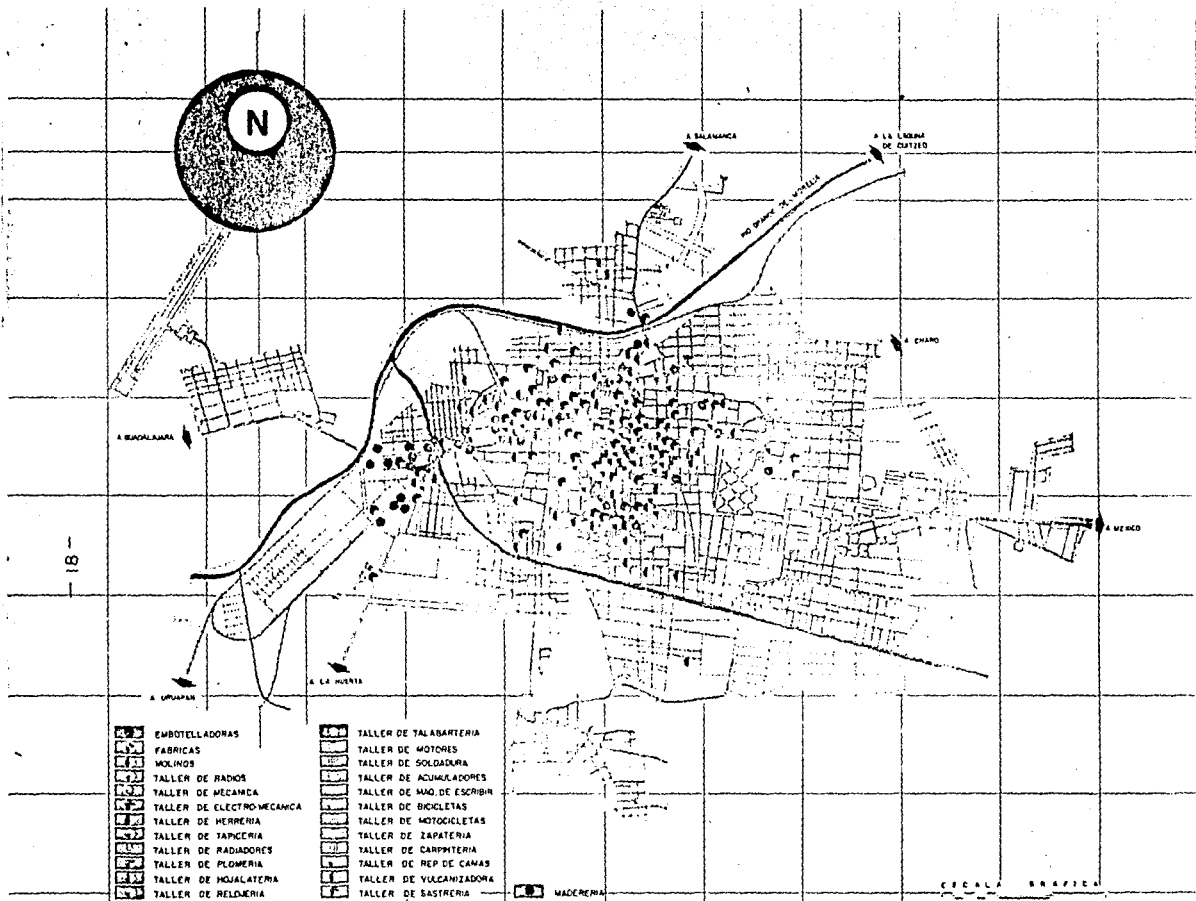 N
A SALAMANCA
A LA LAGUNA
DE CUITZEO
RIO GRANDE DE MORELIA
A CHARO
A GUADALAJARA
A MEXICO
— 18 —
A URUAPAN
A LA HUERTA
EMBOTELLADORAS
FABRICAS
MOLINOS
TALLER DE RADIOS
TALLER DE MECANICA
TALLER DE ELECTRO-MECANICA
TALLER DE HERRERIA
TALLER DE TAPICERIA
TALLER DE RADIADORES
TALLER DE PLOMERIA
TALLER DE HOJALATERIA
TALLER DE RELOJERIA
TALLER DE TALABARTERIA
TALLER DE MOTORES
TALLER DE SOLDADURA
TALLER DE ACUMULADORES
TALLER DE MAQ. DE ESCRIBIR
TALLER DE BICICLETAS
TALLER DE MOTOCICLETAS
TALLER DE ZAPATERIA
TALLER DE CARPINTERIA
TALLER DE REP DE CAMAS
TALLER DE VULCANIZADORA
TALLER DE SASTRERIA
MADERERIA
ESCALA GRAFICA